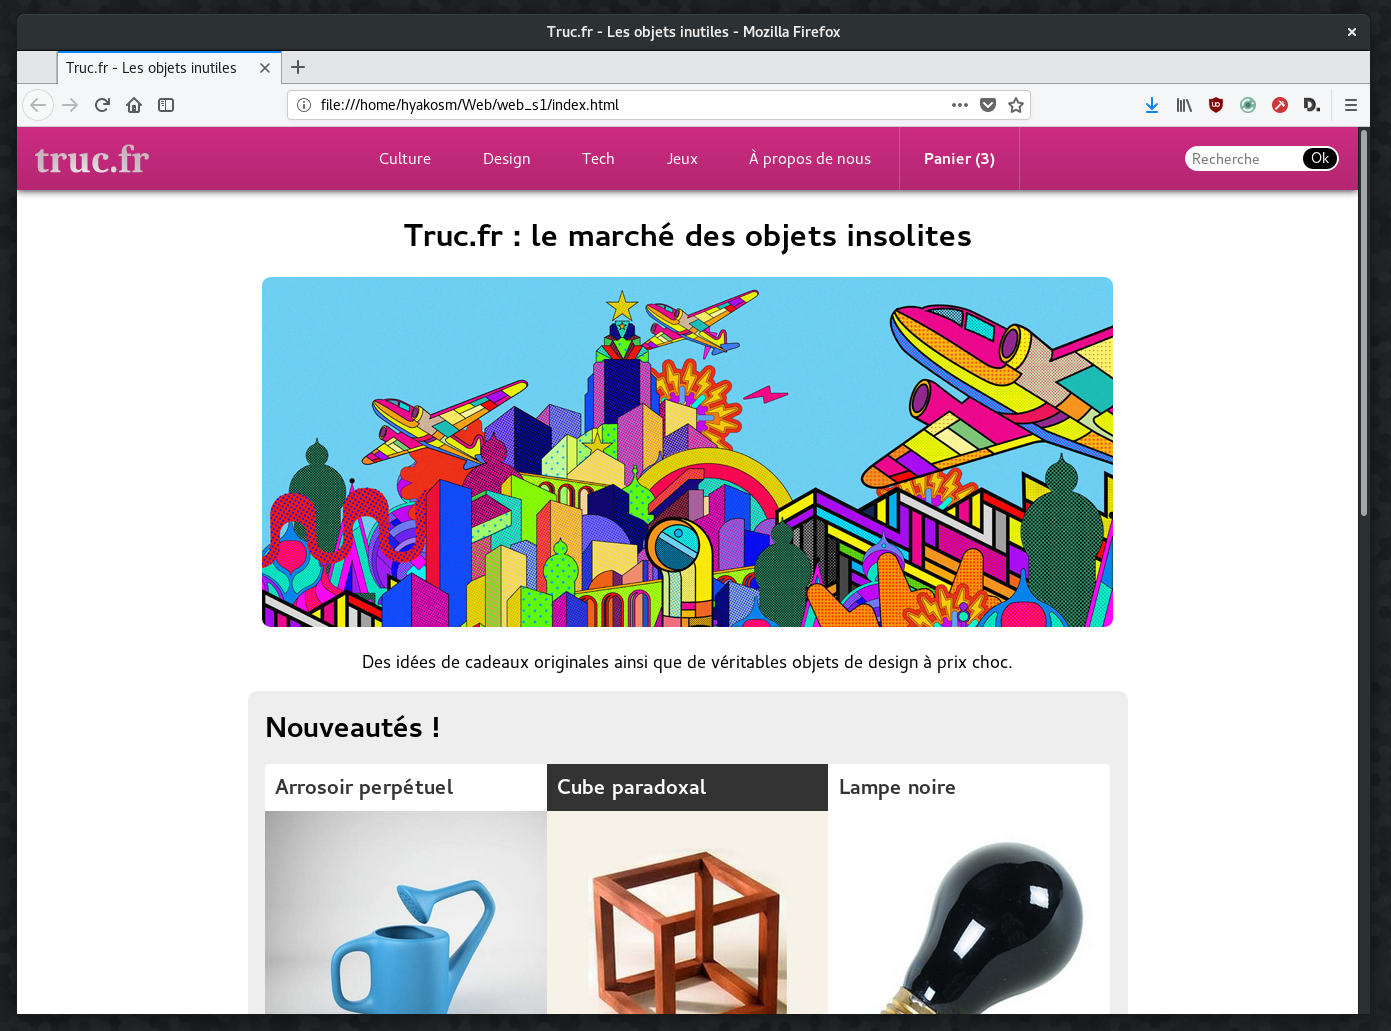 Truc.fr - Les objets inutiles - Mozilla Firefox
Truc.fr - Les objets inutiles
file:///home/hyakosm/Web/web_s1/index.html
UD
D.
truc.fr
Culture Design Tech Jeux À propos de nous Panier (3) Recherche Ok
Truc.fr : le marché des objets insolites
Des idées de cadeaux originales ainsi que de véritables objets de design à prix choc.
Nouveautés !
Arrosoir perpétuel Cube paradoxal Lampe noire